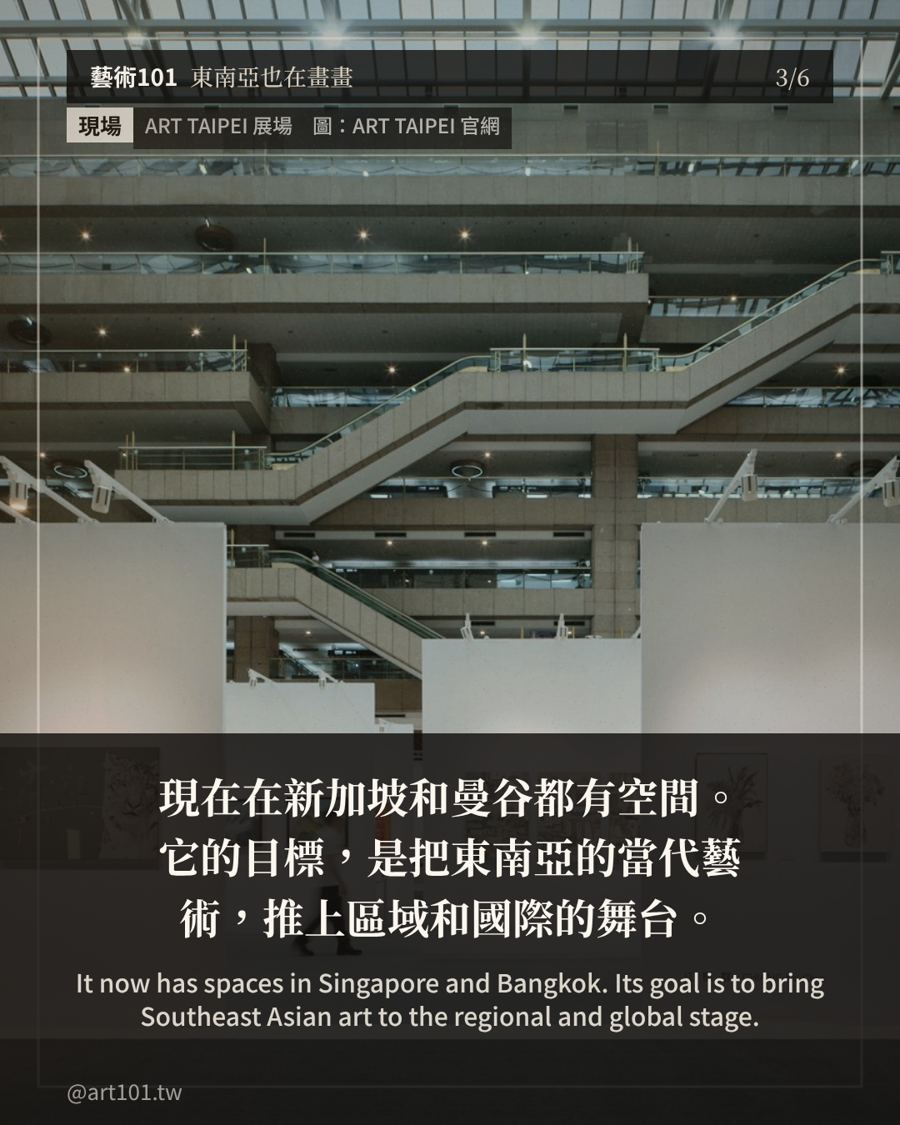 藝術101 東南亞也在畫畫 3/6
現場 ART TAIPEI 展場 圖：ART TAIPEI 官網
現在在新加坡和曼谷都有空間。
它的目標，是把東南亞的當代藝
術，推上區域和國際的舞台。
It now has spaces in Singapore and Bangkok. Its goal is to bring
Southeast Asian art to the regional and global stage.
@art101.tw